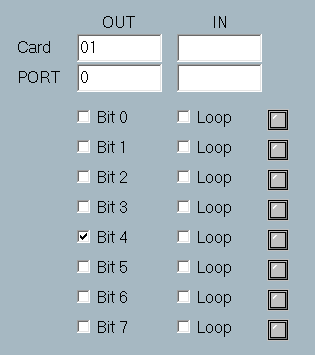 OUT IN
Card 01
PORT 0
Bit 0 Loop
Bit 1 Loop
Bit 2 Loop
Bit 3 Loop
Bit 4 Loop
Bit 5 Loop
Bit 6 Loop
Bit 7 Loop